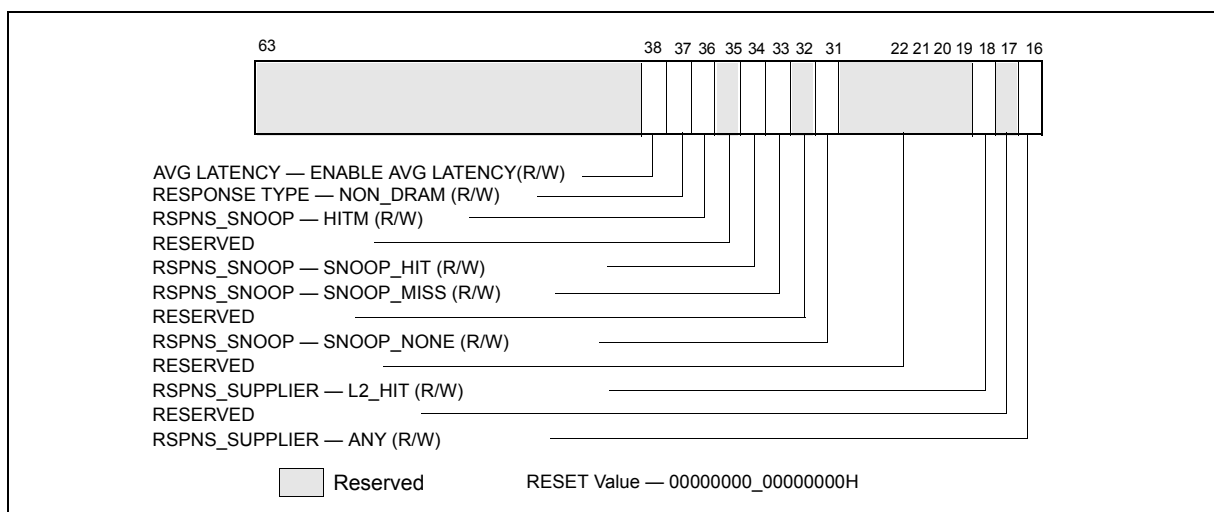 63 38 37 36 35 34 33 32 31 22 21 20 19 18 17 16
AVG LATENCY — ENABLE AVG LATENCY(R/W)
RESPONSE TYPE — NON_DRAM (R/W)
RSPNS_SNOOP — HITM (R/W)
RESERVED
RSPNS_SNOOP — SNOOP_HIT (R/W)
RSPNS_SNOOP — SNOOP_MISS (R/W)
RESERVED
RSPNS_SNOOP — SNOOP_NONE (R/W)
RESERVED
RSPNS_SUPPLIER — L2_HIT (R/W)
RESERVED
RSPNS_SUPPLIER — ANY (R/W)
Reserved RESET Value — 00000000_00000000H